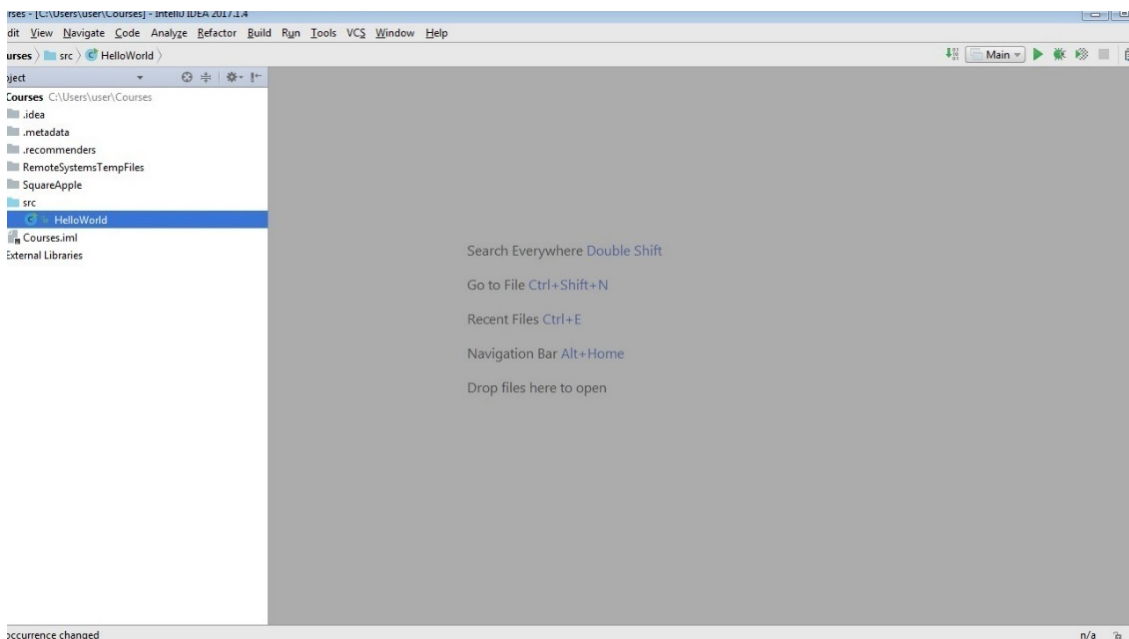 rses - [C:\Users\user\Courses] - IntelliJ IDEA 2017.1.4
dit View Navigate Code Analyze Refactor Build Run Tools VCS Window Help
urses src HelloWorld Main
oject
Courses C:\Users\user\Courses
.idea
.metadata
.recommenders
RemoteSystemsTempFiles
SquareApple
src
HelloWorld
Courses.iml
External Libraries
Search Everywhere Double Shift
Go to File Ctrl+Shift+N
Recent Files Ctrl+E
Navigation Bar Alt+Home
Drop files here to open
occurrence changed n/a